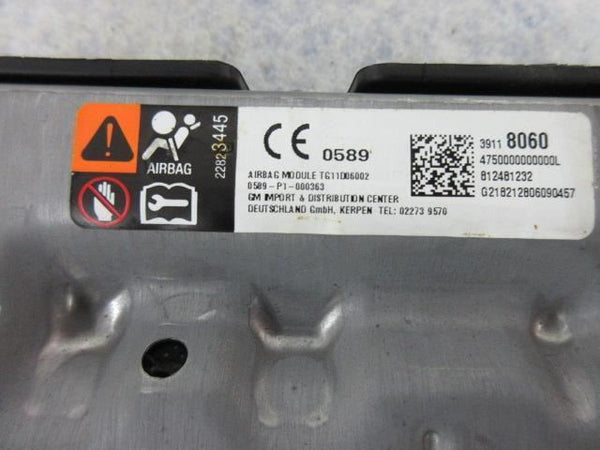 AIRBAG
22823445
CE 0589
AIRBAG MODULE TG11D06002
0589-P1-000363
GM IMPORT & DISTRIBUTION CENTER
DEUTSCHLAND GmbH, KERPEN TEL: 02273 9570
3911 8060
4750000000000L
812481232
G218212806090457